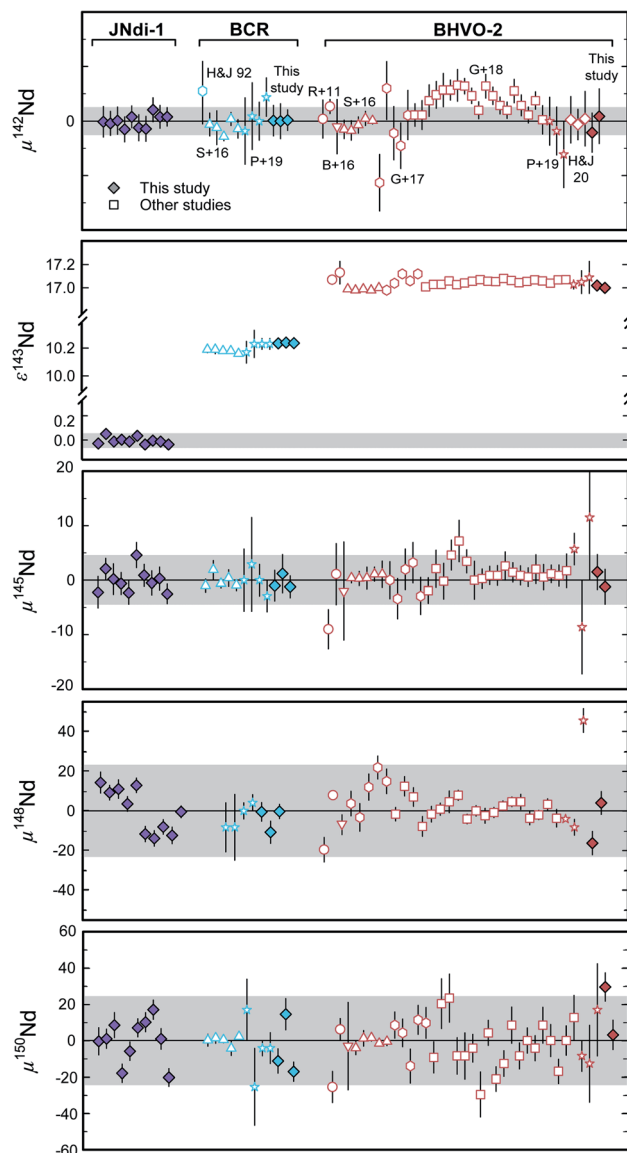 JNdi-1 BCR BHVO-2
H&J 92 This study
G+18 This study
R+11
S+16
μ142Nd
0
S+16
P+19
B+16
G+17
P+19 H&J 20
This study
Other studies
17.2
17.0
ε143Nd
10.2
10.0
0.2
0.0
20
10
μ145Nd
0
-10
-20
40
20
μ148Nd
0
-20
-40
60
40
20
μ150Nd
0
-20
-40
-60